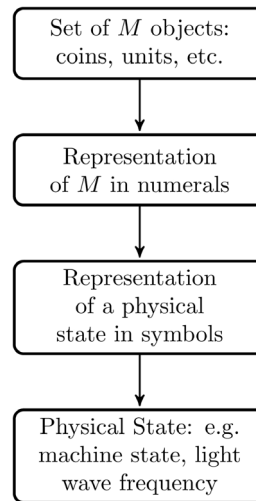 Set of M objects:
coins, units, etc.
Representation
of M in numerals
Representation
of a physical
state in symbols
Physical State: e.g.
machine state, light
wave frequency